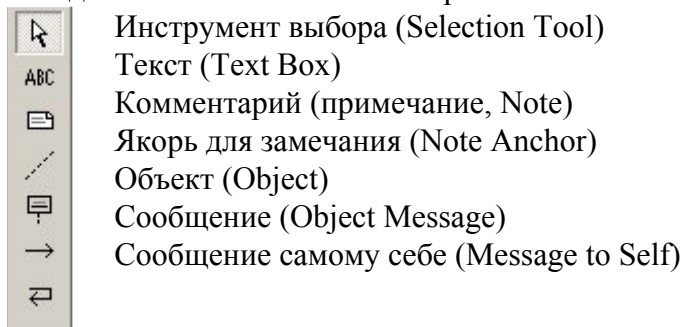 Инструмент выбора (Selection Tool)
ABC Текст (Text Box)
Комментарий (примечание, Note)
Якорь для замечания (Note Anchor)
Объект (Object)
Сообщение (Object Message)
Сообщение самому себе (Message to Self)